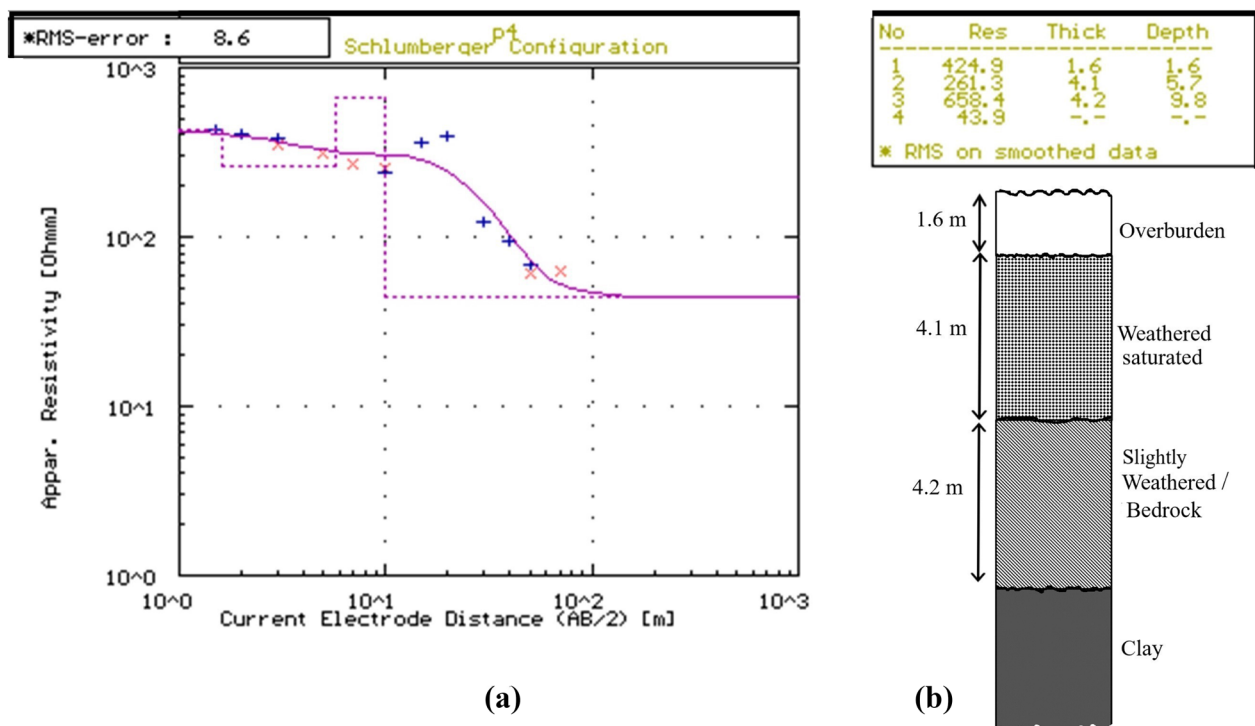 *RMS-error : 8.6
p4
Schlumberger Configuration
Appar. Resistivity [Ohmm]
10^3
10^2
10^1
10^0
10^0 10^1 10^2 10^3
Current Electrode Distance (AB/2) [m]
(a)
No Res Thick Depth
1 424.9 1.6 1.6
2 261.3 4.1 5.7
3 658.4 4.2 9.8
4 43.9 -.- -.-
* RMS on smoothed data
1.6 m
Overburden
4.1 m
Weathered
saturated
4.2 m
Slightly
Weathered /
Bedrock
Clay
(b)